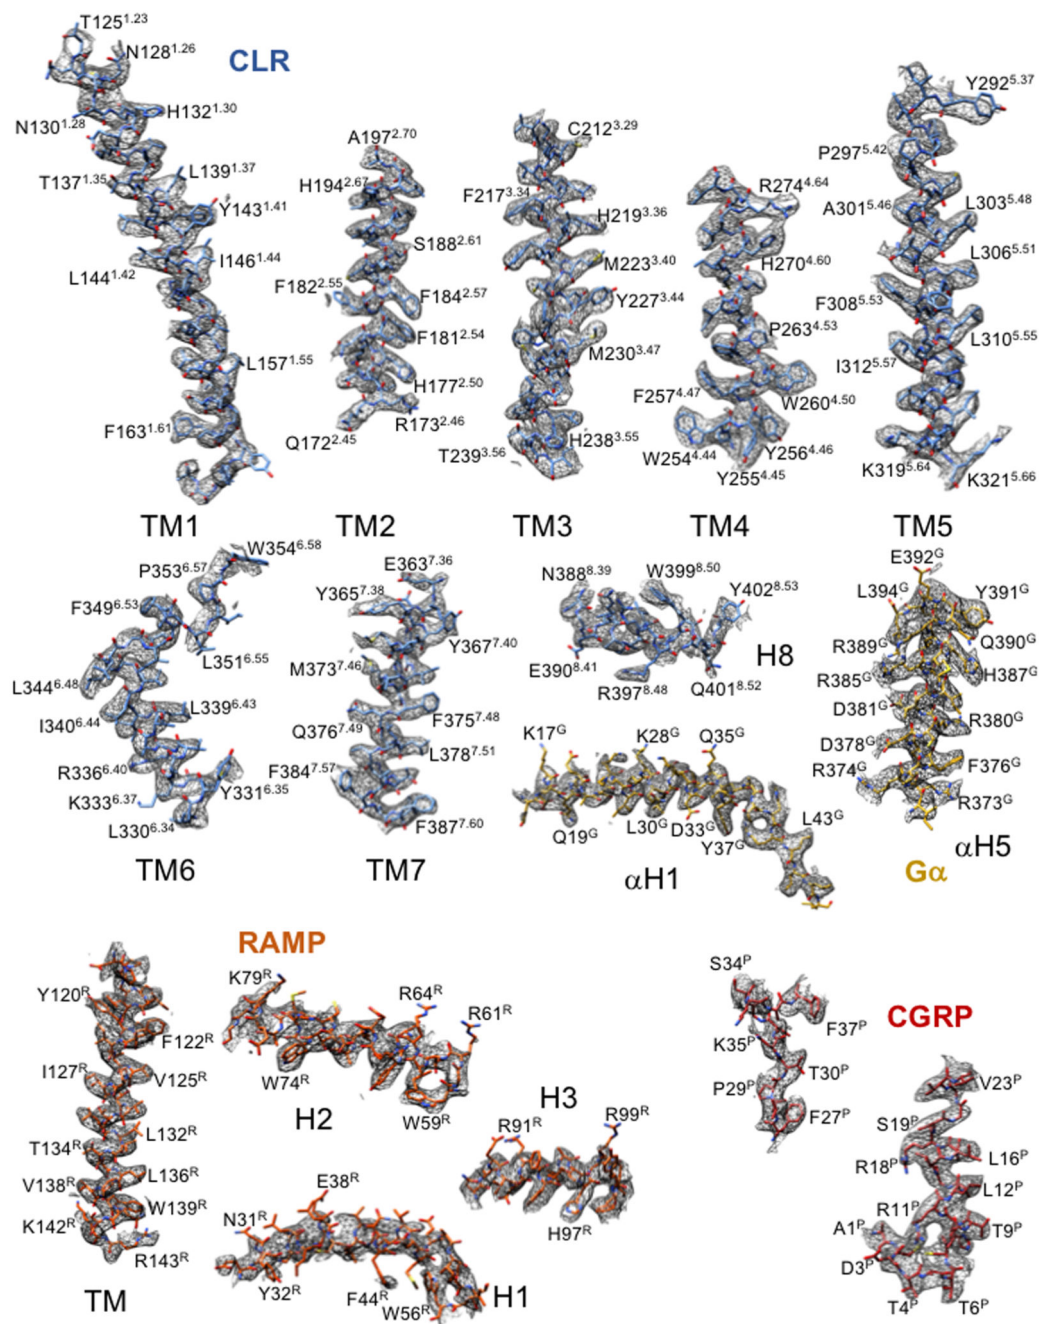 CLR
T125^1.23
N128^1.26
N130^1.28
H132^1.30
T137^1.35
L139^1.37
Y143^1.41
L144^1.42
I146^1.44
L157^1.55
F163^1.61
TM1
A197^2.70
H194^2.67
S188^2.61
F182^2.55
F184^2.57
F181^2.54
H177^2.50
R173^2.46
Q172^2.45
TM2
C212^3.29
F217^3.34
H219^3.36
M223^3.40
Y227^3.44
M230^3.47
H238^3.55
T239^3.56
TM3
R274^4.64
H270^4.60
P263^4.53
F257^4.47
W260^4.50
W254^4.44
Y256^4.46
Y255^4.45
TM4
Y292^5.37
P297^5.42
A301^5.46
L303^5.48
L306^5.51
F308^5.53
L310^5.55
I312^5.57
K319^5.64
K321^5.66
TM5
W354^6.58
P353^6.57
F349^6.53
L351^6.55
L344^6.48
L339^6.43
I340^6.44
R336^6.40
K333^6.37
Y331^6.35
L330^6.34
TM6
E363^7.36
Y365^7.38
Y367^7.40
M373^7.46
F375^7.48
Q376^7.49
L378^7.51
F384^7.57
F387^7.60
TM7
N388^8.39
W399^8.50
Y402^8.53
E390^8.41
R397^8.48
Q401^8.52
H8
K17^G
K28^G
Q35^G
Q19^G
L30^G
D33^G
Y37^G
L43^G
αH1
E392^G
L394^G
Y391^G
R389^G
Q390^G
R385^G
H387^G
D381^G
R380^G
D378^G
R374^G
F376^G
R373^G
αH5
Gα
RAMP
Y120^R
F122^R
I127^R
V125^R
L132^R
T134^R
L136^R
V138^R
W139^R
K142^R
R143^R
TM
K79^R
R64^R
R61^R
W74^R
W59^R
H2
H3
R91^R
R99^R
H97^R
E38^R
N31^R
Y32^R
F44^R
W56^R
H1
CGRP
S34^P
F37^P
K35^P
T30^P
P29^P
F27^P
V23^P
S19^P
L16^P
R18^P
L12^P
R11^P
A1^P
T9^P
D3^P
T4^P
T6^P